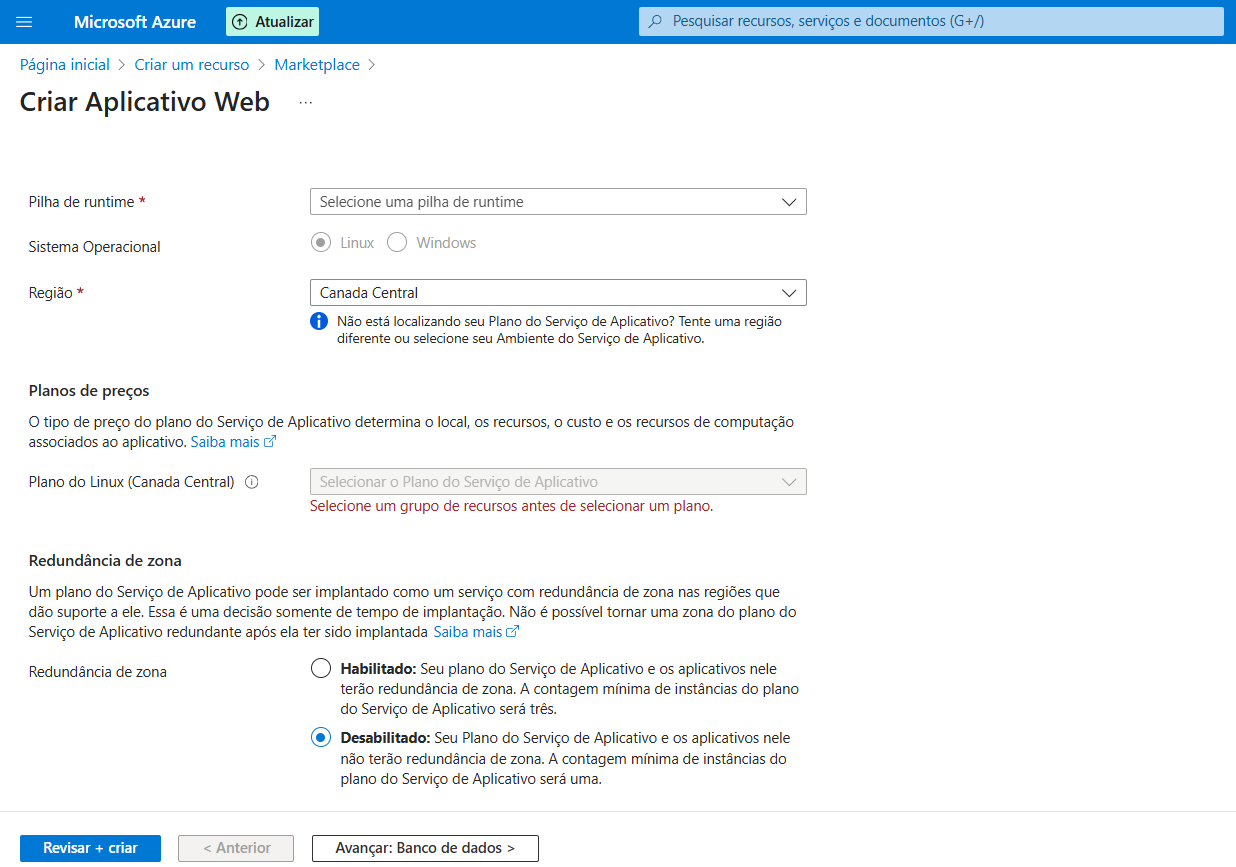 Microsoft Azure
Atualizar
Pesquisar recursos, serviços e documentos (G+/)
Página inicial > Criar um recurso > Marketplace >
Criar Aplicativo Web ...
Pilha de runtime *
Selecione uma pilha de runtime
Sistema Operacional
Linux
Windows
Região *
Canada Central
Não está localizando seu Plano do Serviço de Aplicativo? Tente uma região
diferente ou selecione seu Ambiente do Serviço de Aplicativo.
Planos de preços
O tipo de preço do plano do Serviço de Aplicativo determina o local, os recursos, o custo e os recursos de computação
associados ao aplicativo. Saiba mais
Plano do Linux (Canada Central)
Selecionar o Plano do Serviço de Aplicativo
Selecione um grupo de recursos antes de selecionar um plano.
Redundância de zona
Um plano do Serviço de Aplicativo pode ser implantado como um serviço com redundância de zona nas regiões que
dão suporte a ele. Essa é uma decisão somente de tempo de implantação. Não é possível tornar uma zona do plano do
Serviço de Aplicativo redundante após ela ter sido implantada Saiba mais
Redundância de zona
Habilitado: Seu plano do Serviço de Aplicativo e os aplicativos nele
terão redundância de zona. A contagem mínima de instâncias do plano
do Serviço de Aplicativo será três.
Desabilitado: Seu Plano do Serviço de Aplicativo e os aplicativos nele
não terão redundância de zona. A contagem mínima de instâncias do
plano do Serviço de Aplicativo será uma.
Revisar + criar
< Anterior
Avançar: Banco de dados >